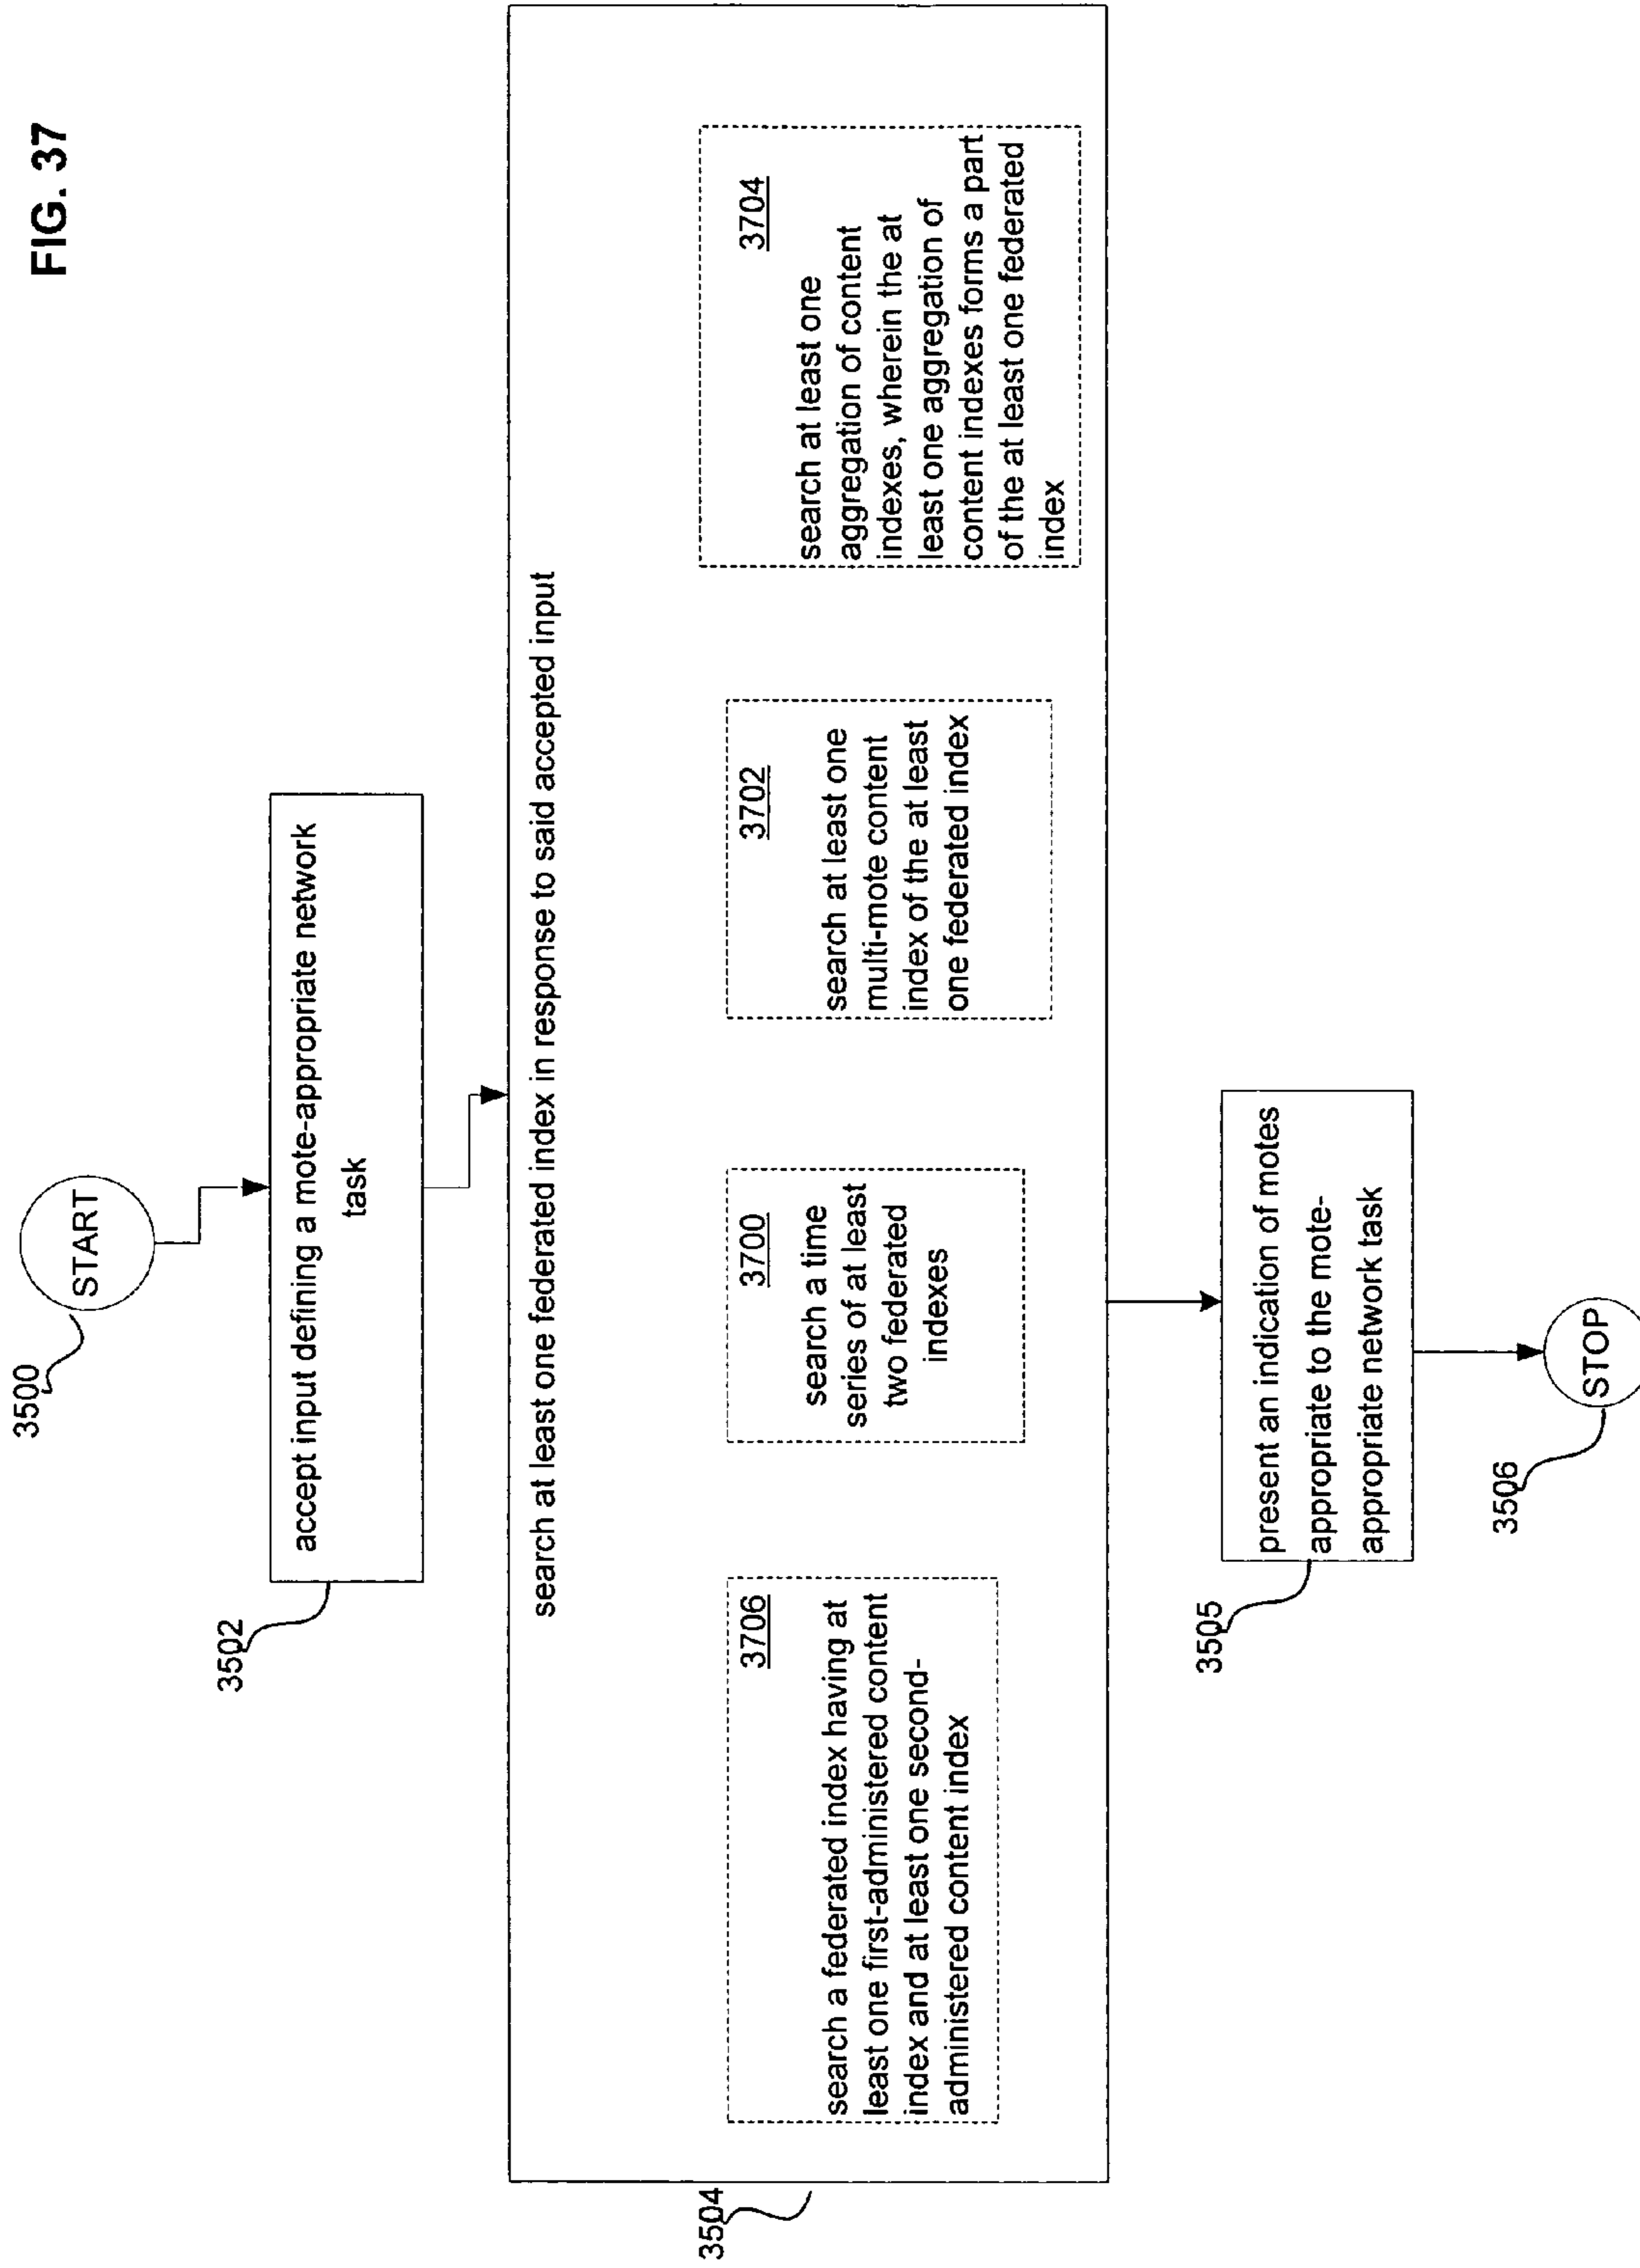 FIG. 37
3500
START
3502
accept input defining a mote-appropriate network
task
3504
search at least one federated index in response to said accepted input
3706
search a federated index having at
least one first-administered content
index and at least one second-
administered content index
3700
search a time
series of at least
two federated
indexes
3702
search at least one
multi-mote content
index of the at least
one federated index
3704
search at least one
aggregation of content
indexes, wherein the at
least one aggregation of
content indexes forms a part
of the at least one federated
index
3505
present an indication of motes
appropriate to the mote-
appropriate network task
3506
STOP